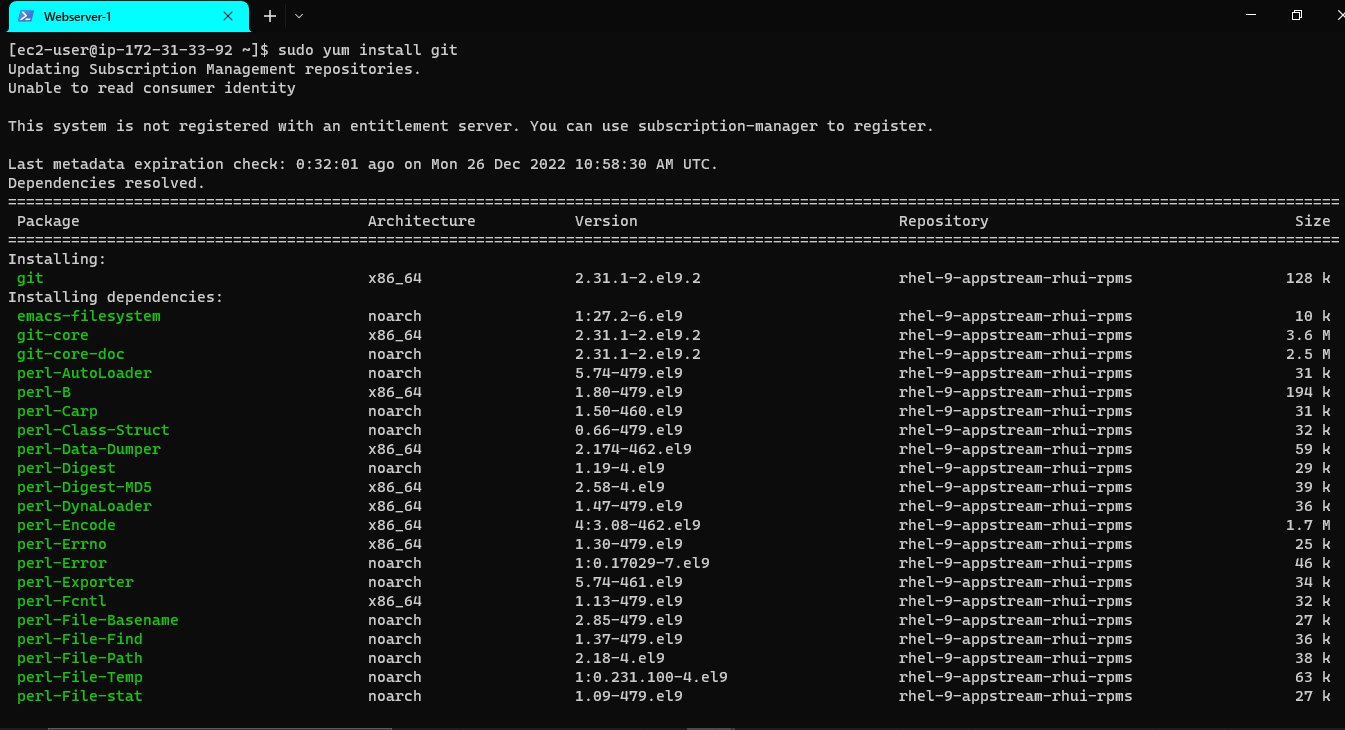 Webserver-1
[ec2-user@ip-172-31-33-92 ~]$ sudo yum install git
Updating Subscription Management repositories.
Unable to read consumer identity
This system is not registered with an entitlement server. You can use subscription-manager to register.
Last metadata expiration check: 0:32:01 ago on Mon 26 Dec 2022 10:58:30 AM UTC.
Dependencies resolved.
Package Architecture Version Repository Size
Installing:
git x86_64 2.31.1-2.el9.2 rhel-9-appstream-rhui-rpms 128 k
Installing dependencies:
emacs-filesystem noarch 1:27.2-6.el9 rhel-9-appstream-rhui-rpms 10 k
git-core x86_64 2.31.1-2.el9.2 rhel-9-appstream-rhui-rpms 3.6 M
git-core-doc noarch 2.31.1-2.el9.2 rhel-9-appstream-rhui-rpms 2.5 M
perl-AutoLoader noarch 5.74-479.el9 rhel-9-appstream-rhui-rpms 31 k
perl-B x86_64 1.80-479.el9 rhel-9-appstream-rhui-rpms 194 k
perl-Carp noarch 1.50-460.el9 rhel-9-appstream-rhui-rpms 31 k
perl-Class-Struct noarch 0.66-479.el9 rhel-9-appstream-rhui-rpms 32 k
perl-Data-Dumper x86_64 2.174-462.el9 rhel-9-appstream-rhui-rpms 59 k
perl-Digest noarch 1.19-4.el9 rhel-9-appstream-rhui-rpms 29 k
perl-Digest-MD5 x86_64 2.58-4.el9 rhel-9-appstream-rhui-rpms 39 k
perl-DynaLoader x86_64 1.47-479.el9 rhel-9-appstream-rhui-rpms 36 k
perl-Encode x86_64 4:3.08-462.el9 rhel-9-appstream-rhui-rpms 1.7 M
perl-Errno x86_64 1.30-479.el9 rhel-9-appstream-rhui-rpms 25 k
perl-Error noarch 1:0.17029-7.el9 rhel-9-appstream-rhui-rpms 46 k
perl-Exporter noarch 5.74-461.el9 rhel-9-appstream-rhui-rpms 34 k
perl-Fcntl x86_64 1.13-479.el9 rhel-9-appstream-rhui-rpms 32 k
perl-File-Basename noarch 2.85-479.el9 rhel-9-appstream-rhui-rpms 27 k
perl-File-Find noarch 1.37-479.el9 rhel-9-appstream-rhui-rpms 36 k
perl-File-Path noarch 2.18-4.el9 rhel-9-appstream-rhui-rpms 38 k
perl-File-Temp noarch 1:0.231.100-4.el9 rhel-9-appstream-rhui-rpms 63 k
perl-File-stat noarch 1.09-479.el9 rhel-9-appstream-rhui-rpms 27 k